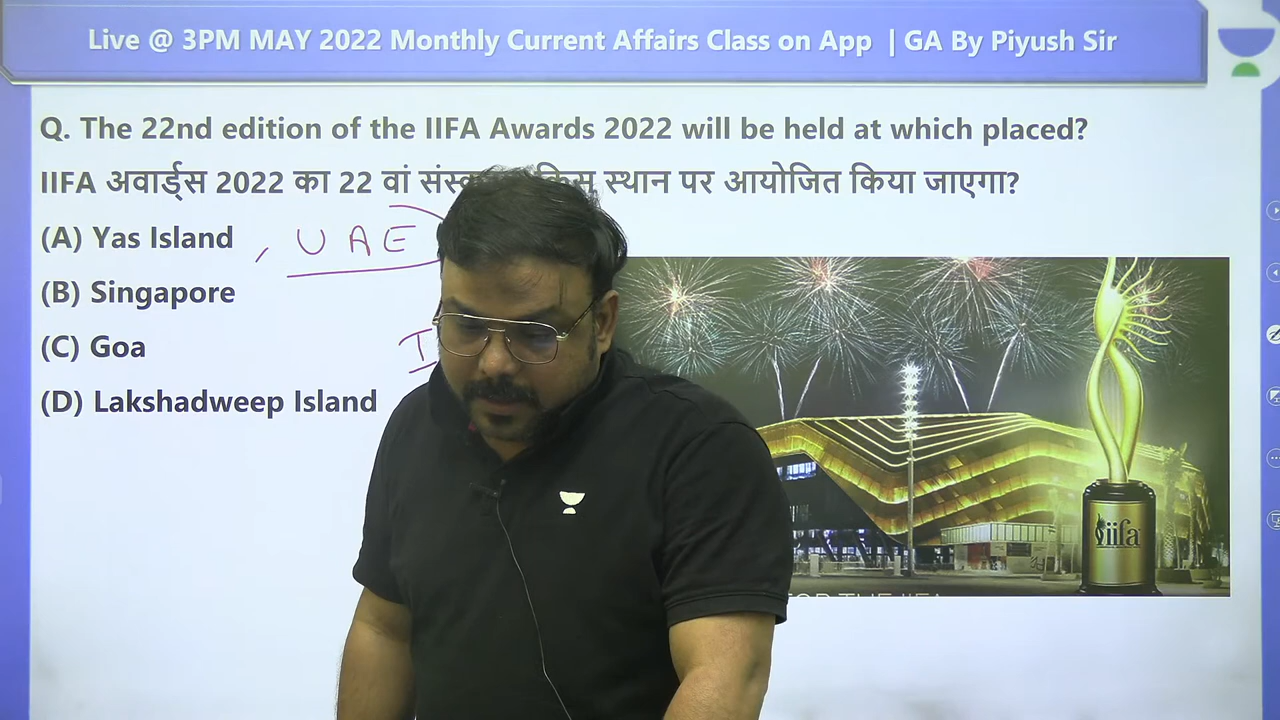 Live @ 3PM MAY 2022 Monthly Current Affairs Class on App | GA By Piyush Sir
Q. The 22nd edition of the IIFA Awards 2022 will be held at which placed?
IIFA अवार्ड्स 2022 का 22 वां स्थान पर आयोजित किया जाएगा?
(A) Yas Island , UAE
(B) Singapore
(C) Goa
(D) Lakshadweep Island
iifa